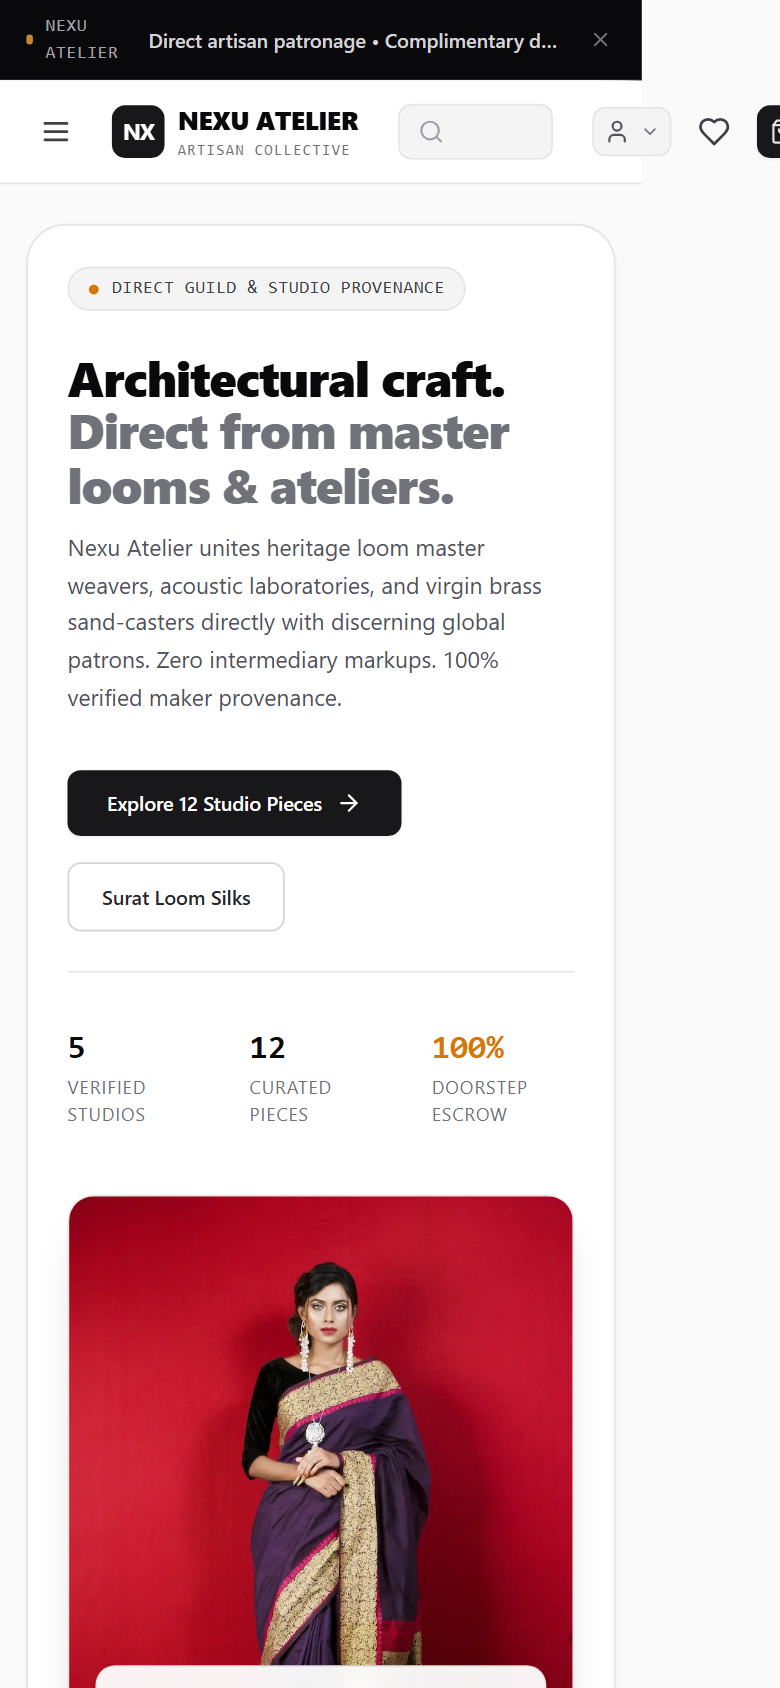 NEXU
ATELIER
Direct artisan patronage • Complimentary d...
NX
NEXU ATELIER
ARTISAN COLLECTIVE
DIRECT GUILD & STUDIO PROVENANCE
Architectural craft.
Direct from master
looms & ateliers.
Nexu Atelier unites heritage loom master
weavers, acoustic laboratories, and virgin brass
sand-casters directly with discerning global
patrons. Zero intermediary markups. 100%
verified maker provenance.
Explore 12 Studio Pieces
Surat Loom Silks
5
VERIFIED
STUDIOS
12
CURATED
PIECES
100%
DOORSTEP
ESCROW